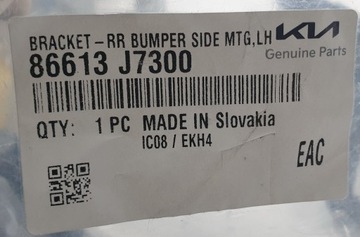 BRACKET-RR BUMPER SIDE MTG,LH
KIA
86613 J7300
Genuine Parts
QTY: 1 PC MADE IN Slovakia
IC08 / EKH4
EAC